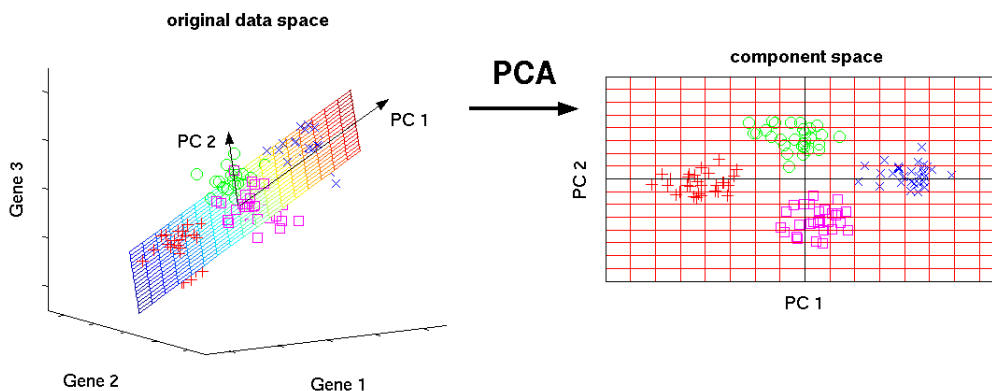 original data space
PC 1
PC 2
Gene 3
Gene 2
Gene 1
PCA
component space
PC 2
PC 1